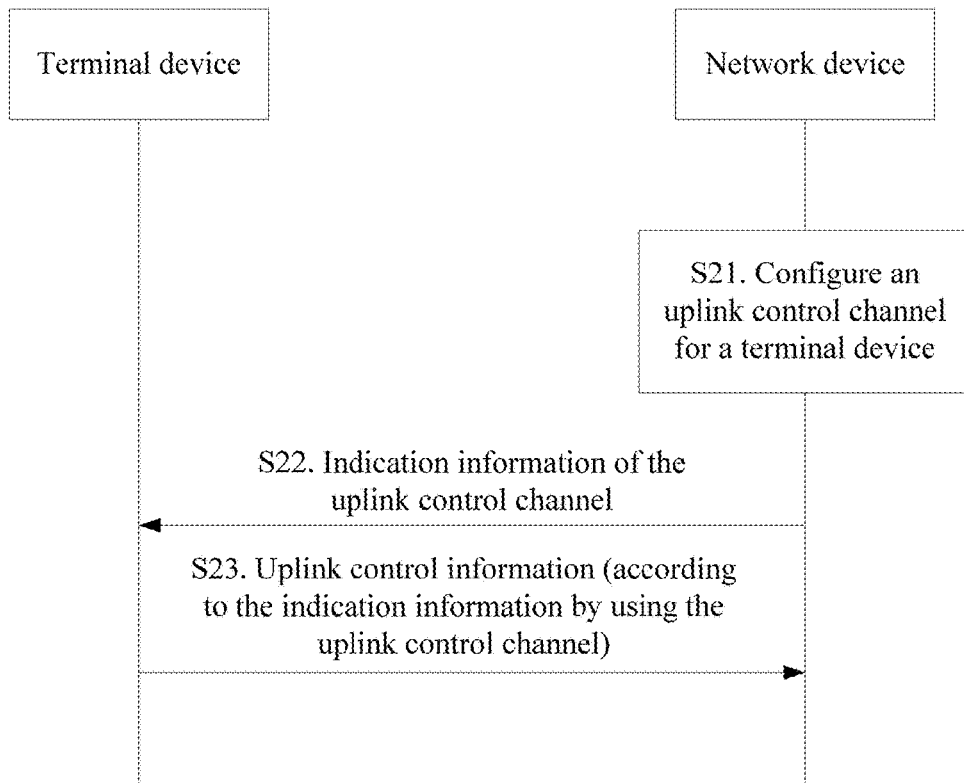 Terminal device
Network device
S21. Configure an
uplink control channel
for a terminal device
S22. Indication information of the
uplink control channel
S23. Uplink control information (according
to the indication information by using the
uplink control channel)